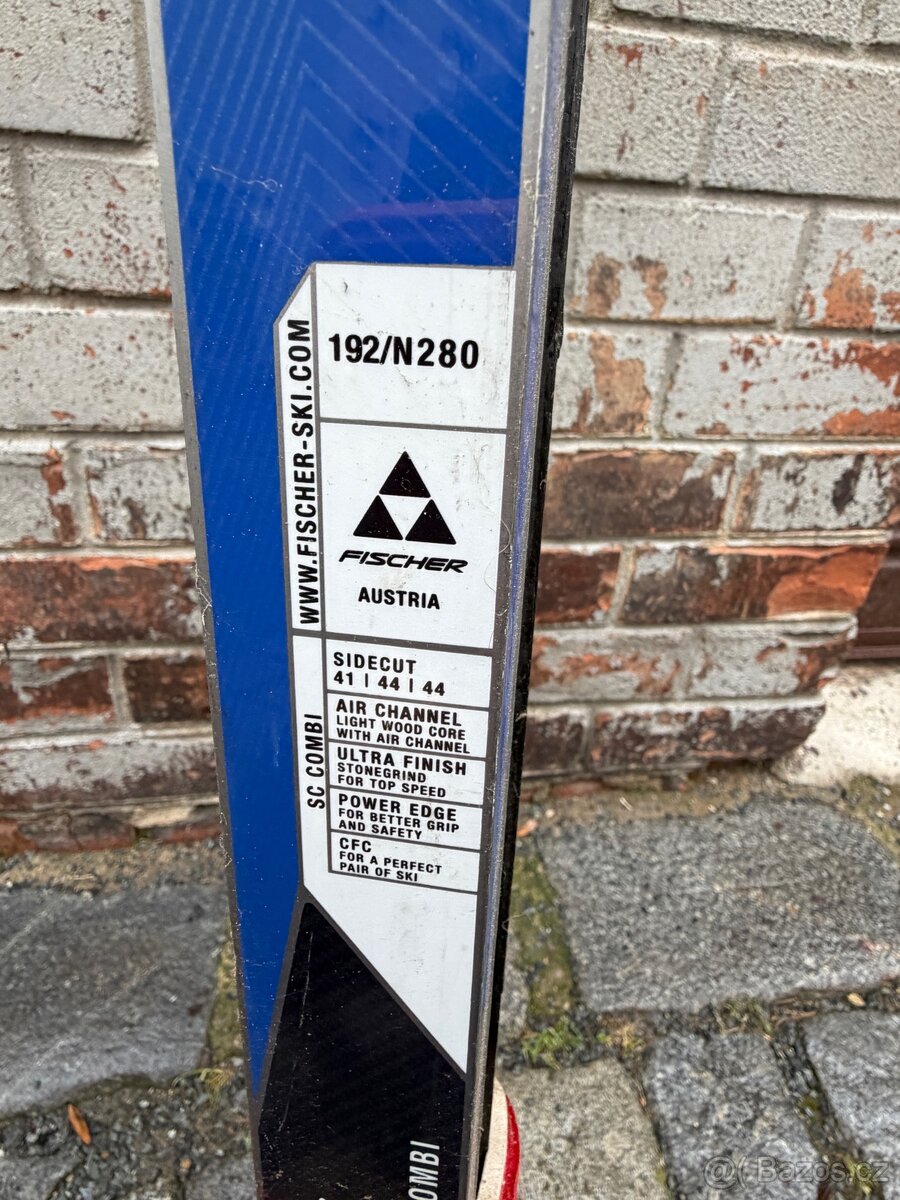 192/N280
WWW.FISCHER-SKI.COM
FISCHER
AUSTRIA
SC COMBI
SIDECUT
41 | 44 | 44
AIR CHANNEL
LIGHT WOOD CORE
WITH AIR CHANNEL
ULTRA FINISH
STONEGRIND
FOR TOP SPEED
POWER EDGE
FOR BETTER GRIP
AND SAFETY
CFC
FOR A PERFECT
PAIR OF SKI
OMBI
@ Bazos.cz